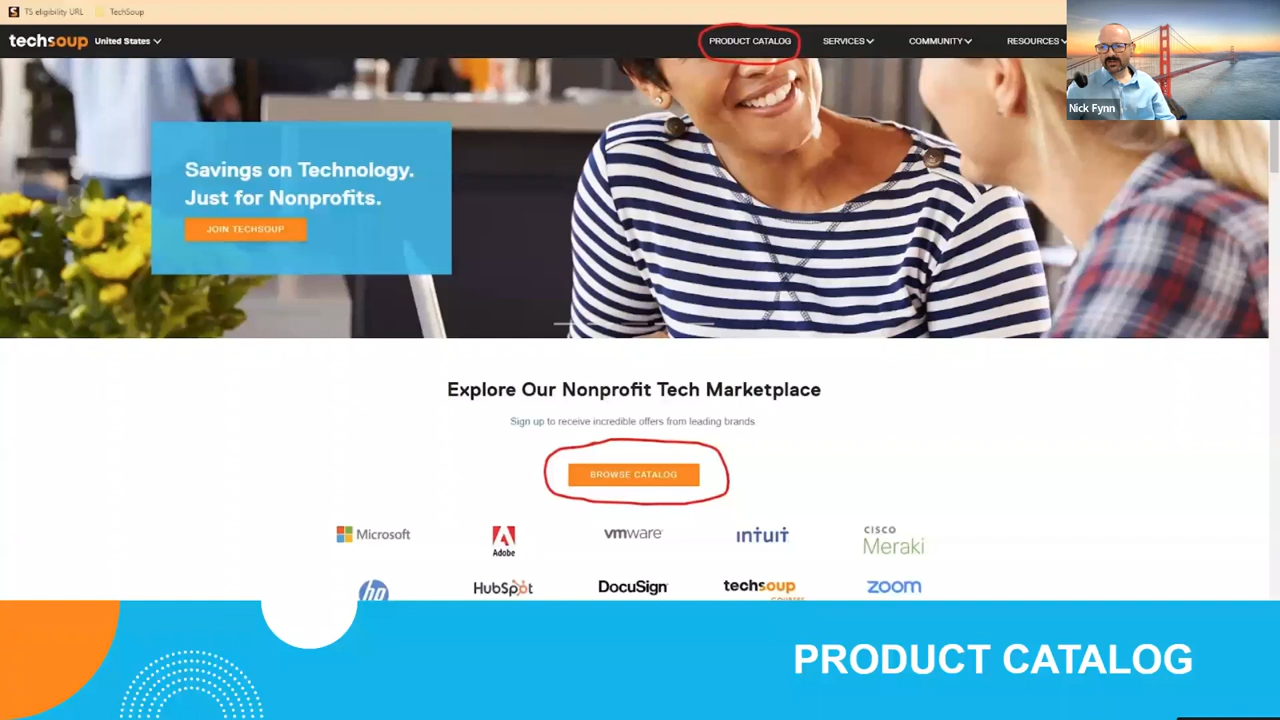 TS eligibility URL
TechSoup
techsoup
United States
PRODUCT CATALOG
SERVICES
COMMUNITY
RESOURCES
Nick Fynn
Savings on Technology.
Just for Nonprofits.
JOIN TECHSOUP
Explore Our Nonprofit Tech Marketplace
Sign up to receive incredible offers from leading brands
BROWSE CATALOG
Microsoft
Adobe
vmware
intuit
CISCO
Meraki
hp
HubSpot
DocuSign
techsoup
zoom
PRODUCT CATALOG